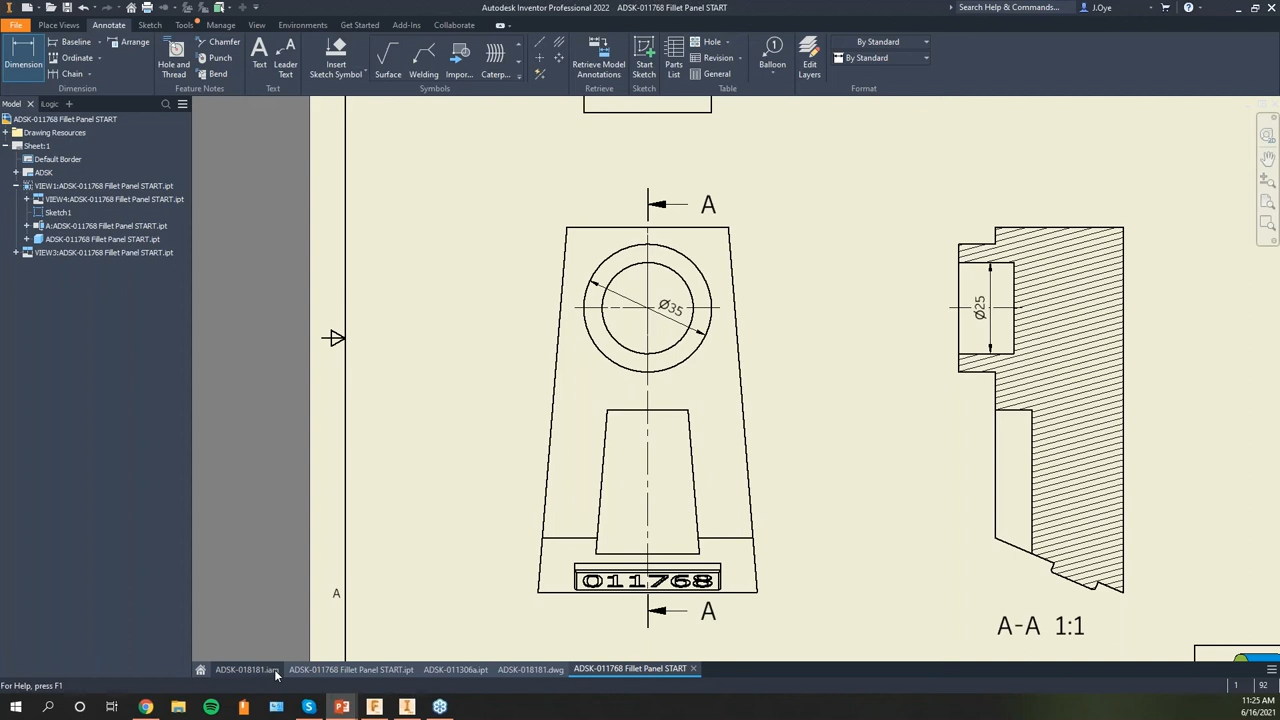 Autodesk Inventor Professional 2022 ADSK-011768 Fillet Panel START
Search Help & Commands...
J.Oye
File Place Views Annotate Sketch Tools Manage View Environments Get Started Add-Ins Collaborate
Dimension
Baseline
Ordinate
Chain
Arrange
Dimension
Hole and Thread
Chamfer
Punch
Bend
Feature Notes
Text
Leader Text
Text
Insert Sketch Symbol
Surface
Welding
Impor...
Caterp...
Symbols
Retrieve Model Annotations
Retrieve
Start Sketch
Sketch
Parts List
Hole
Revision
General
Table
Balloon
Edit Layers
By Standard
By Standard
Format
Model
iLogic
ADSK-011768 Fillet Panel START
Drawing Resources
Sheet:1
Default Border
ADSK
VIEW1:ADSK-011768 Fillet Panel START.ipt
VIEW4:ADSK-011768 Fillet Panel START.ipt
Sketch1
A:ADSK-011768 Fillet Panel START.ipt
ADSK-011768 Fillet Panel START.ipt
VIEW3:ADSK-011768 Fillet Panel START.ipt
A
Ø35
Ø25
011768
A
A
A-A 1:1
ADSK-018181.iam ADSK-011768 Fillet Panel START.ipt ADSK-011306a.ipt ADSK-018181.dwg ADSK-011768 Fillet Panel START
For Help, press F1
1 92
11:25 AM
6/16/2021